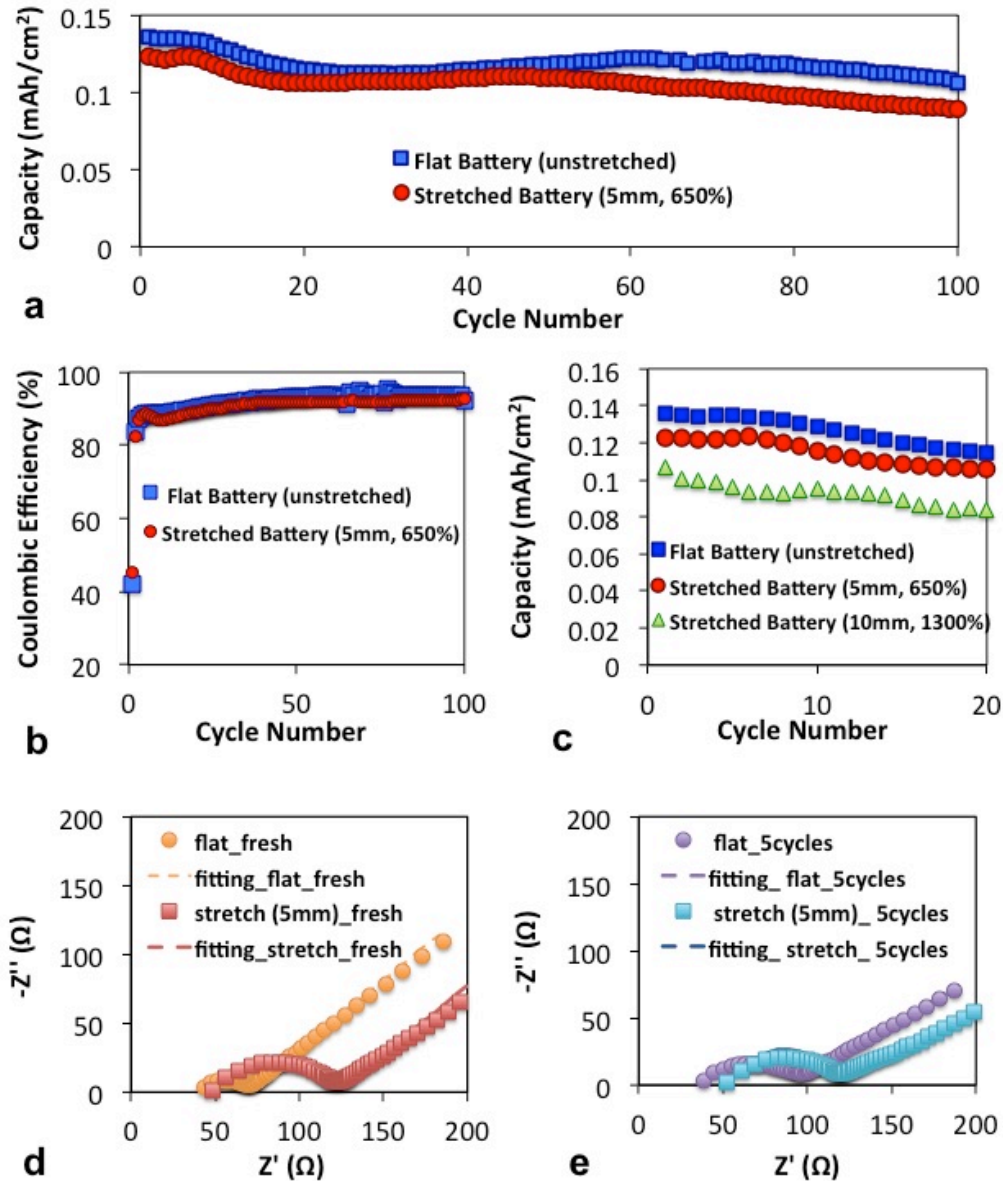 0.15
0.1
0.05
0
Capacity (mAh/cm²)
Flat Battery (unstretched)
Stretched Battery (5mm, 650%)
0 20 40 60 80 100
Cycle Number
a
100
80
60
40
20
Coulombic Efficiency (%)
Flat Battery (unstretched)
Stretched Battery (5mm, 650%)
0 50 100
Cycle Number
b
0.16
0.14
0.12
0.1
0.08
0.06
0.04
0.02
0
Capacity (mAh/cm²)
Flat Battery (unstretched)
Stretched Battery (5mm, 650%)
Stretched Battery (10mm, 1300%)
0 10 20
Cycle Number
c
200
150
100
50
0
-Z'' (Ω)
flat_fresh
fitting_flat_fresh
stretch (5mm)_fresh
fitting_stretch_fresh
0 50 100 150 200
Z' (Ω)
d
200
150
100
50
0
-Z'' (Ω)
flat_5cycles
fitting_ flat_5cycles
stretch (5mm)_ 5cycles
fitting_ stretch_ 5cycles
0 50 100 150 200
Z' (Ω)
e